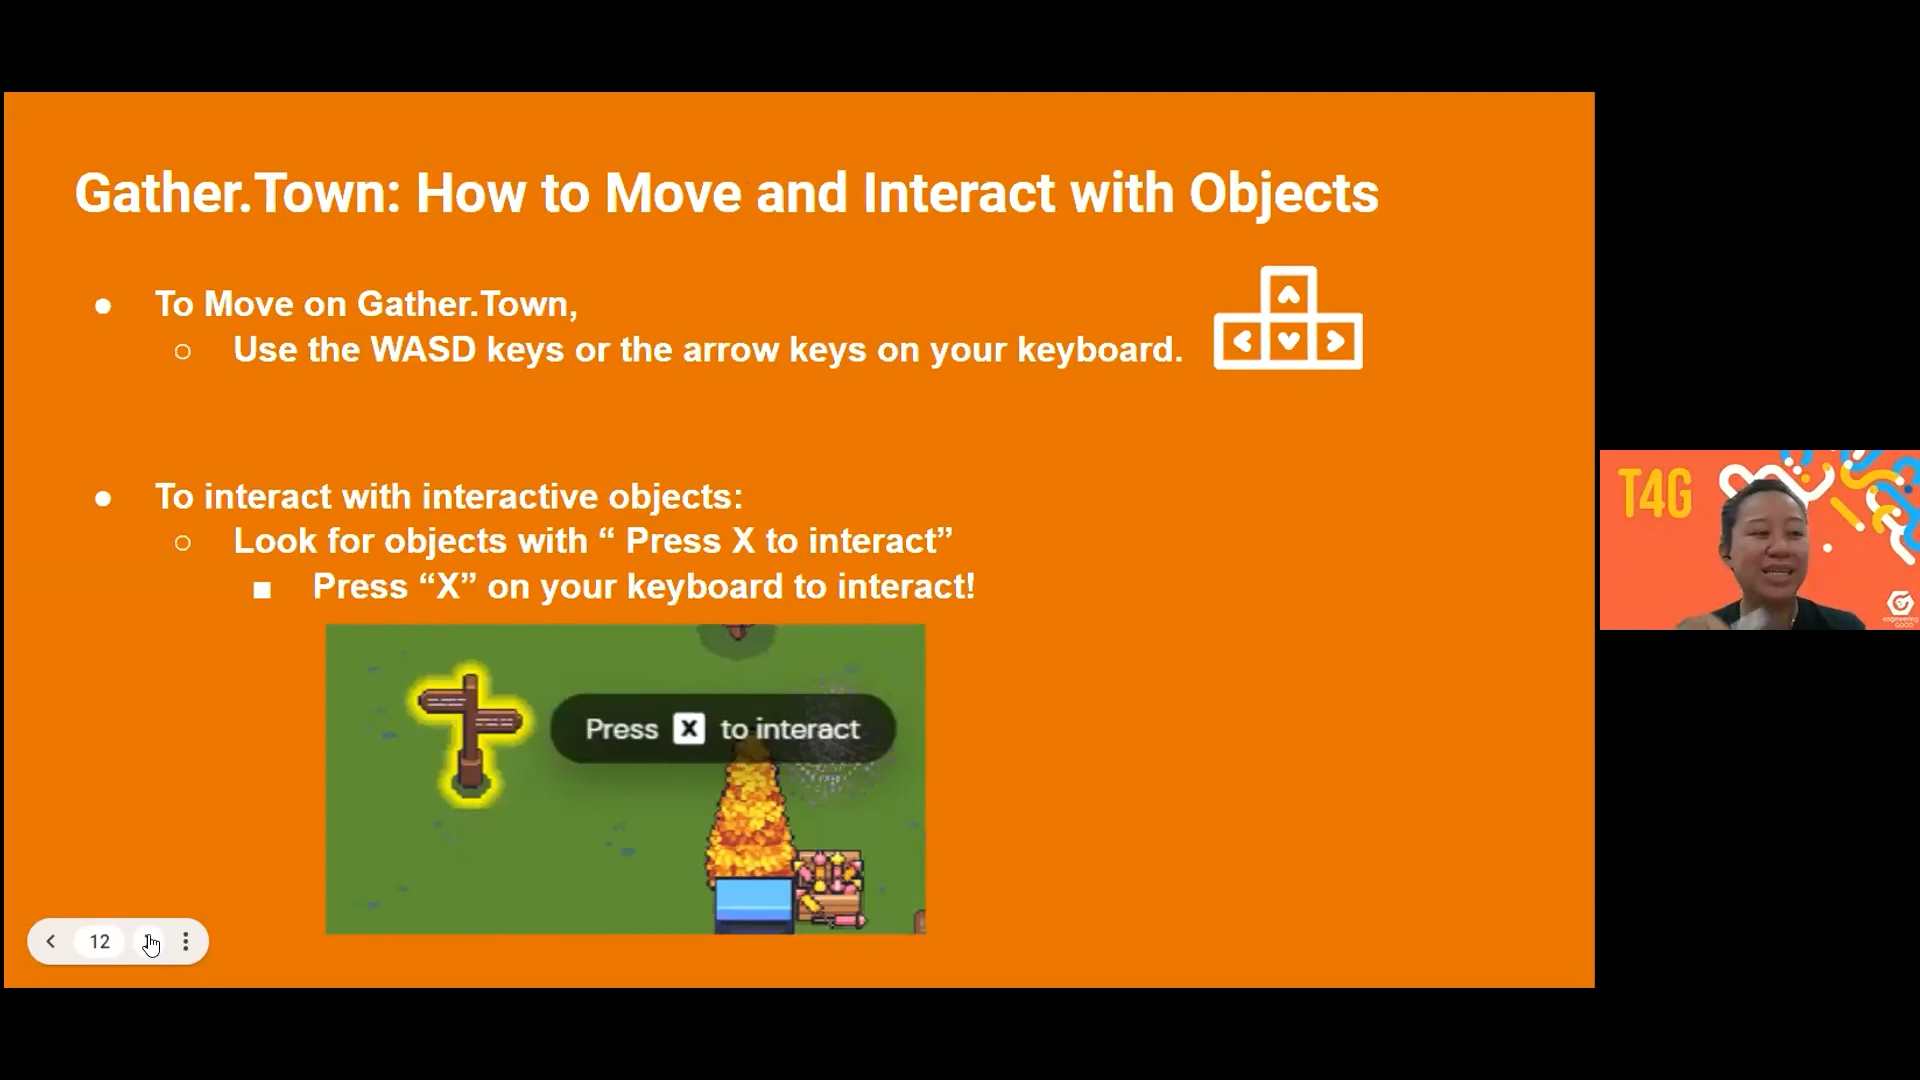 Gather.Town: How to Move and Interact with Objects
To Move on Gather.Town,
Use the WASD keys or the arrow keys on your keyboard.
To interact with interactive objects:
Look for objects with “ Press X to interact”
Press “X” on your keyboard to interact!
Press X to interact
12
T4G
engineering
GOOD